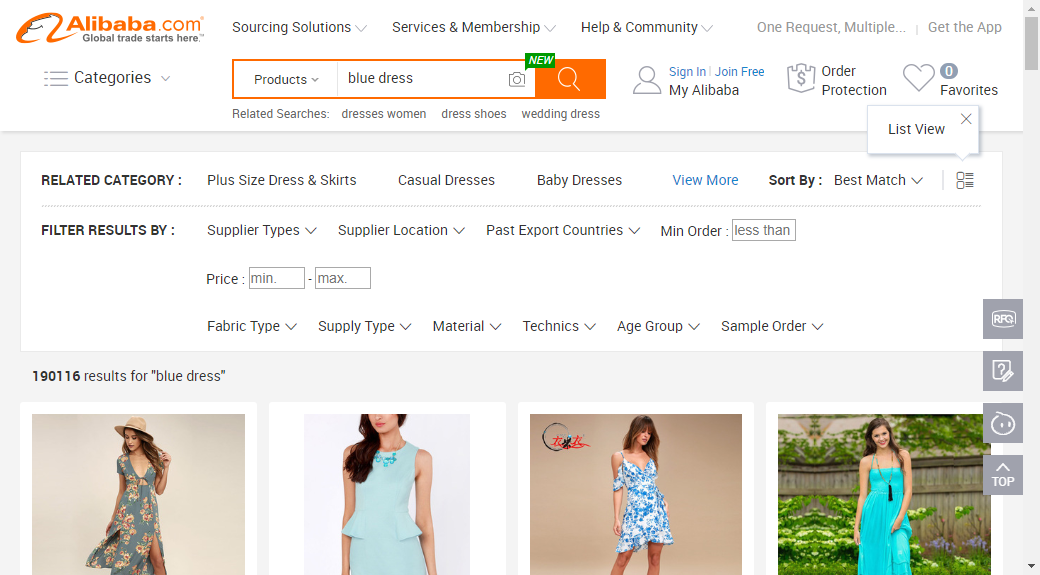 Alibaba.com
Global trade starts here.™
Sourcing Solutions
Services & Membership
Help & Community
One Request, Multiple...
Get the App
Categories
Products
blue dress
NEW
Sign In
Join Free
My Alibaba
Order
Protection
0
Favorites
Related Searches:
dresses women
dress shoes
wedding dress
List View
RELATED CATEGORY :
Plus Size Dress & Skirts
Casual Dresses
Baby Dresses
View More
Sort By :
Best Match
FILTER RESULTS BY :
Supplier Types
Supplier Location
Past Export Countries
Min Order :
less than
Price :
min.
-
max.
Fabric Type
Supply Type
Material
Technics
Age Group
Sample Order
RFQ
190116 results for "blue dress"
TOP